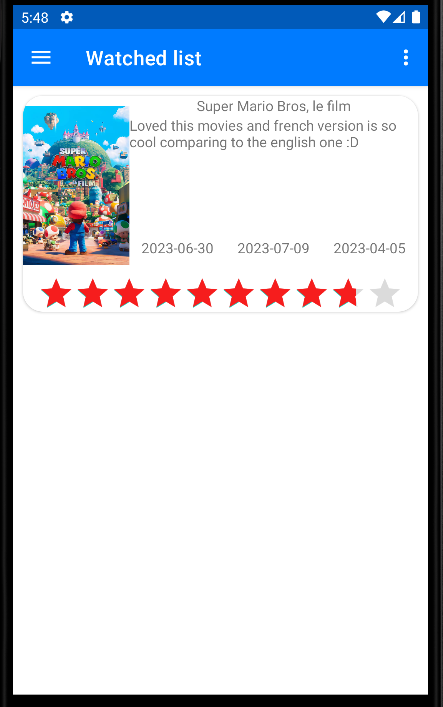 5:48
Watched list
Super Mario Bros, le film
Loved this movies and french version is so
cool comparing to the english one :D
SUPER
MARIO
BROS
LE FILM
2023-06-30 2023-07-09 2023-04-05